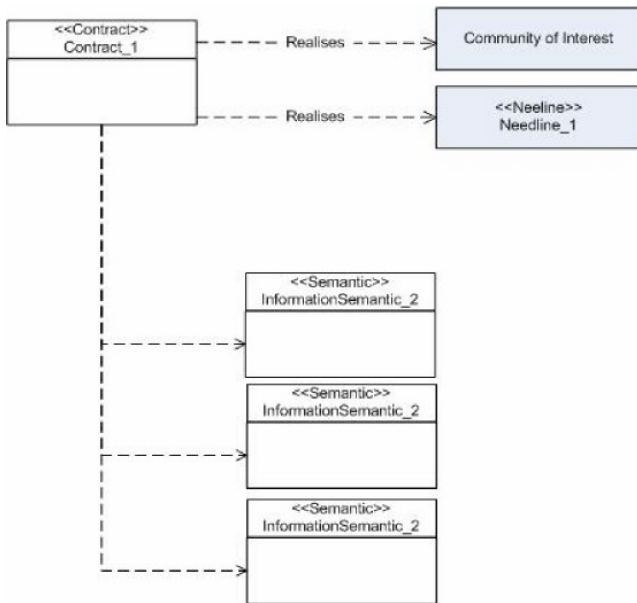 <<Contract>>
Contract_1
Realises
Community of Interest
Realises
<<Neeline>>
Needline_1
<<Semantic>>
InformationSemantic_2
<<Semantic>>
InformationSemantic_2
<<Semantic>>
InformationSemantic_2